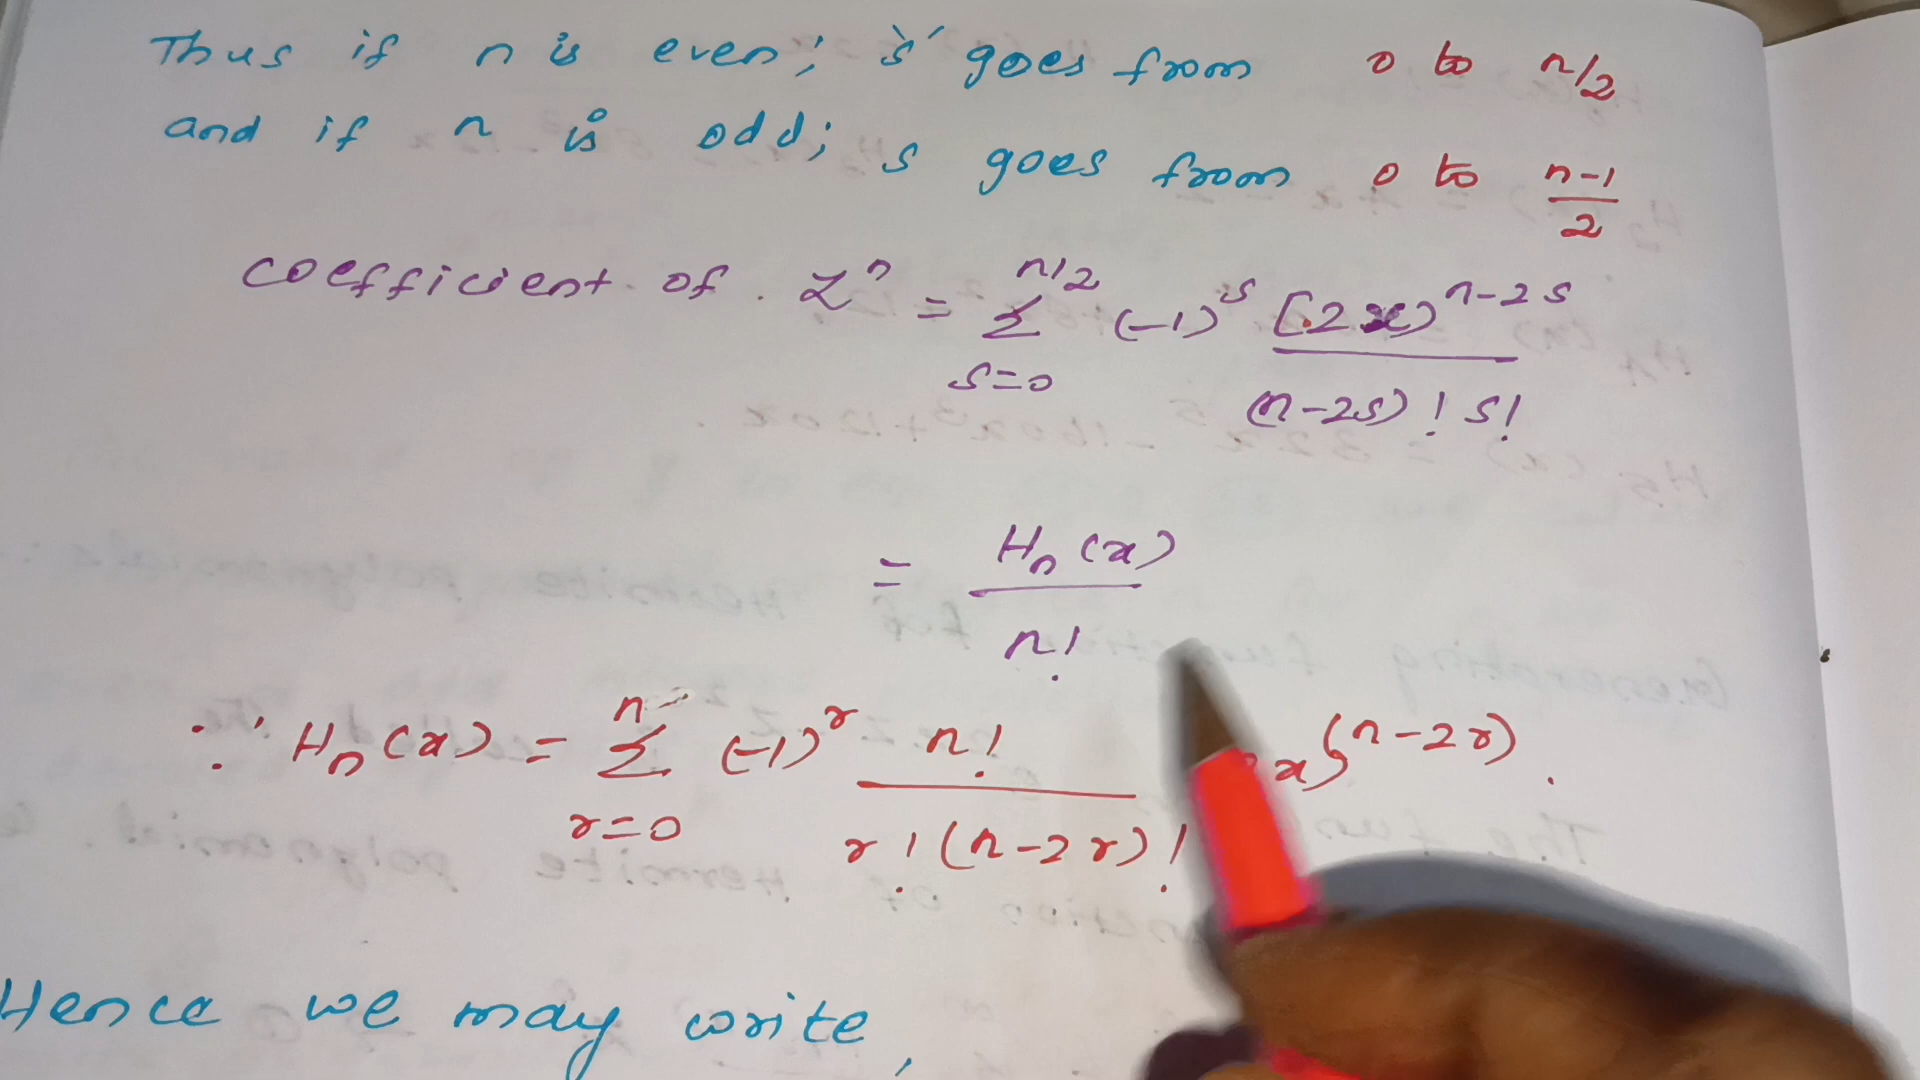 Thus if n is even; 's' goes from 0 to n/2
and if n is odd; s goes from 0 to (n-1)/2
coefficient of z^n = Σ_{s=0}^{n/2} (-1)^s (2x)^{n-2s} / (n-2s)! s!
= H_n(x) / n!
∵ H_n(x) = Σ_{r=0}^{n} (-1)^r n! / r!(n-2r)! x)^{(n-2r)}.
Hence we may write,